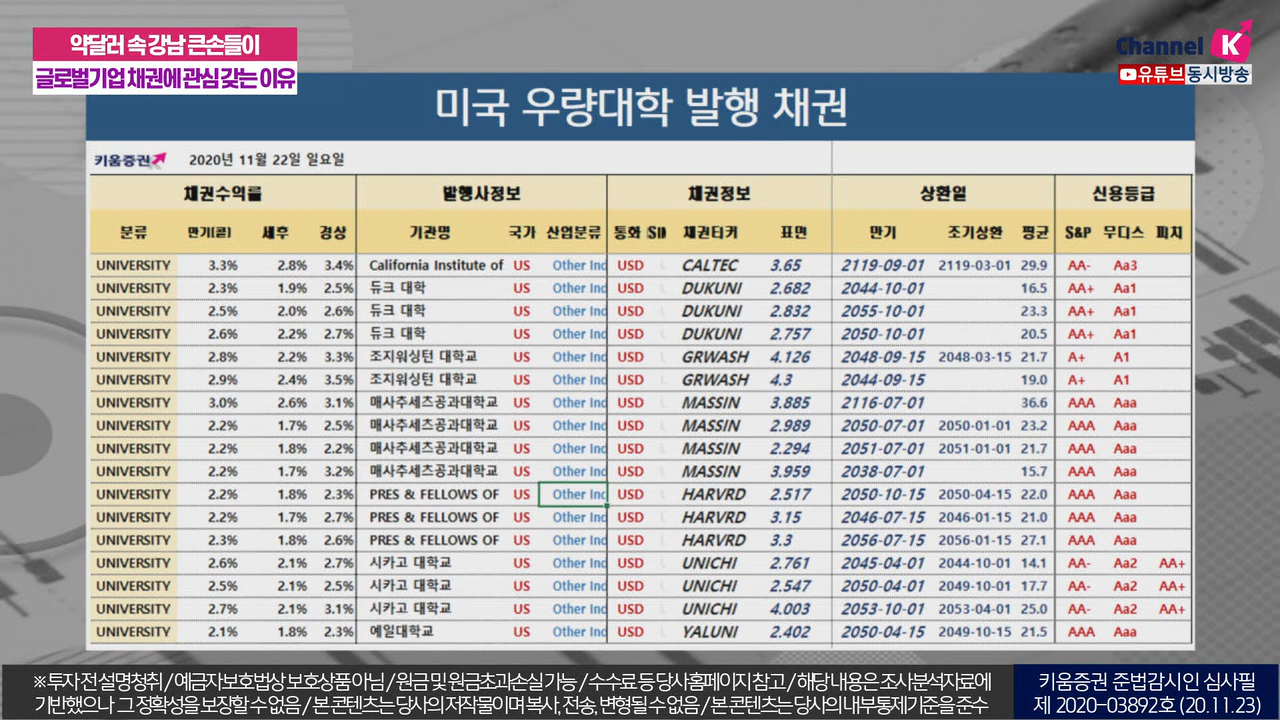 약달러 속 강남 큰손들이
글로벌기업 채권에 관심 갖는 이유
Channel K
유튜브동시방송
미국 우량대학 발행 채권
키움증권 2020년 11월 22일 일요일
채권수익률 발행사정보 채권정보 상환일 신용등급
분류 만기(콜) 세후 경상 기관명 국가 산업분류 통화 채권티커 표면 만기 조기상환 평균 S&P 무디스 피치
UNIVERSITY 3.3% 2.8% 3.4% California Institute of US Other Ind USD CALTEC 3.65 2119-09-01 2119-03-01 29.9 AA- Aa3
UNIVERSITY 2.3% 1.9% 2.5% 듀크 대학 US Other Ind USD DUKUNI 2.682 2044-10-01 16.5 AA+ Aa1
UNIVERSITY 2.5% 2.0% 2.6% 듀크 대학 US Other Ind USD DUKUNI 2.832 2055-10-01 23.3 AA+ Aa1
UNIVERSITY 2.6% 2.2% 2.7% 듀크 대학 US Other Ind USD DUKUNI 2.757 2050-10-01 20.5 AA+ Aa1
UNIVERSITY 2.8% 2.2% 3.3% 조지워싱턴 대학교 US Other Ind USD GRWASH 4.126 2048-09-15 2048-03-15 21.7 A+ A1
UNIVERSITY 2.9% 2.4% 3.5% 조지워싱턴 대학교 US Other Ind USD GRWASH 4.3 2044-09-15 19.0 A+ A1
UNIVERSITY 3.0% 2.6% 3.1% 매사추세츠공과대학교 US Other Ind USD MASSIN 3.885 2116-07-01 36.6 AAA Aaa
UNIVERSITY 2.2% 1.7% 2.5% 매사추세츠공과대학교 US Other Ind USD MASSIN 2.989 2050-07-01 2050-01-01 23.2 AAA Aaa
UNIVERSITY 2.2% 1.8% 2.2% 매사추세츠공과대학교 US Other Ind USD MASSIN 2.294 2051-07-01 2051-01-01 21.7 AAA Aaa
UNIVERSITY 2.2% 1.7% 3.2% 매사추세츠공과대학교 US Other Ind USD MASSIN 3.959 2038-07-01 15.7 AAA Aaa
UNIVERSITY 2.2% 1.8% 2.3% PRES & FELLOWS OF US Other Ind USD HARVRD 2.517 2050-10-15 2050-04-15 22.0 AAA Aaa
UNIVERSITY 2.2% 1.7% 2.7% PRES & FELLOWS OF US Other Ind USD HARVRD 3.15 2046-07-15 2046-01-15 21.0 AAA Aaa
UNIVERSITY 2.3% 1.8% 2.6% PRES & FELLOWS OF US Other Ind USD HARVRD 3.3 2056-07-15 2056-01-15 27.1 AAA Aaa
UNIVERSITY 2.6% 2.1% 2.7% 시카고 대학교 US Other Ind USD UNICHI 2.761 2045-04-01 2044-10-01 14.1 AA- Aa2 AA+
UNIVERSITY 2.5% 2.1% 2.5% 시카고 대학교 US Other Ind USD UNICHI 2.547 2050-04-01 2049-10-01 17.7 AA- Aa2 AA+
UNIVERSITY 2.7% 2.1% 3.1% 시카고 대학교 US Other Ind USD UNICHI 4.003 2053-10-01 2053-04-01 25.0 AA- Aa2 AA+
UNIVERSITY 2.1% 1.8% 2.3% 예일대학교 US Other Ind USD YALUNI 2.402 2050-04-15 2049-10-15 21.5 AAA Aaa
※ 투자 전 설명청취 / 예금자보호법상 보호상품 아님 / 원금 및 원금초과손실 가능 / 수수료 등 당사홈페이지 참고 / 해당 내용은 조사분석자료에
기반했으나 그 정확성을 보장할 수 없음 / 본 콘텐츠는 당사의 저작물이며 복사, 전송, 변형될 수 없음 / 본 콘텐츠는 당사의 내부통제기준을 준수
키움증권 준법감시인 심사필
제 2020-03892호 (20.11.23)